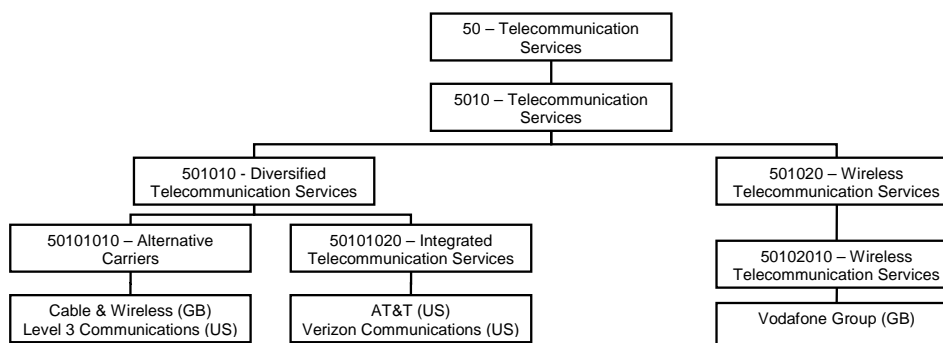 50 – Telecommunication
Services
5010 – Telecommunication
Services
501010 - Diversified
Telecommunication Services
501020 – Wireless
Telecommunication Services
50101010 – Alternative
Carriers
50101020 – Integrated
Telecommunication Services
50102010 – Wireless
Telecommunication Services
Cable & Wireless (GB)
Level 3 Communications (US)
AT&T (US)
Verizon Communications (US)
Vodafone Group (GB)